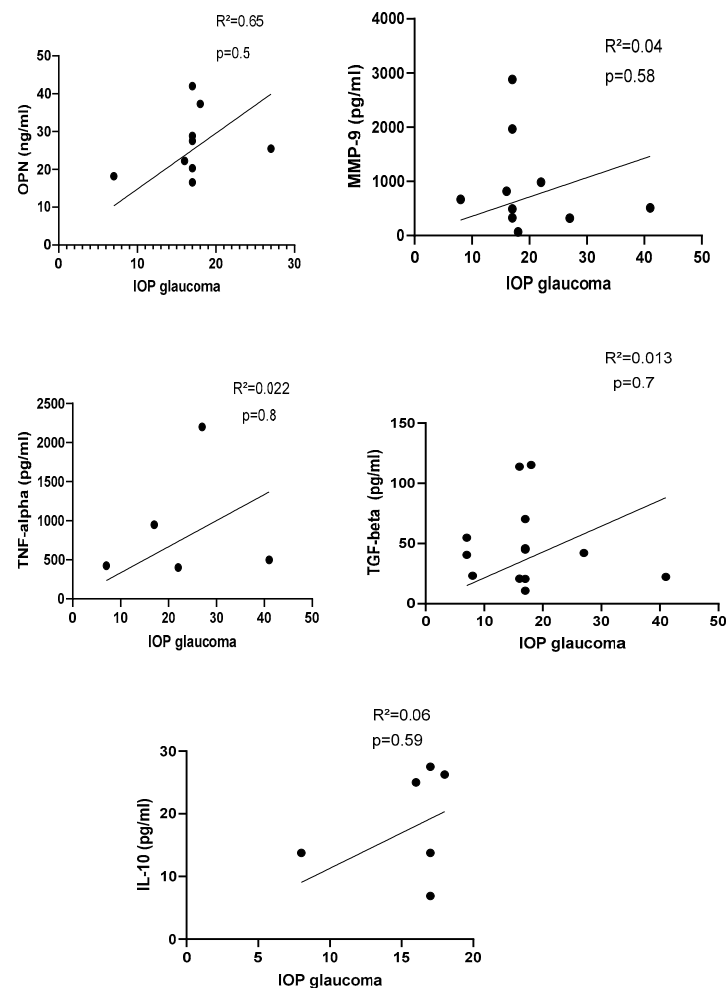 R²=0.65
p=0.5
50
40
30
20
10
0
OPN (ng/ml)
0 10 20 30
IOP glaucoma
R²=0.04
p=0.58
4000
3000
2000
1000
0
MMP-9 (pg/ml)
0 10 20 30 40 50
IOP glaucoma
R²=0.022
p=0.8
2500
2000
1500
1000
500
0
TNF-alpha (pg/ml)
0 10 20 30 40 50
IOP glaucoma
R²=0.013
p=0.7
150
100
50
0
TGF-beta (pg/ml)
0 10 20 30 40 50
IOP glaucoma
R²=0.06
p=0.59
30
20
10
0
IL-10 (pg/ml)
0 5 10 15 20
IOP glaucoma